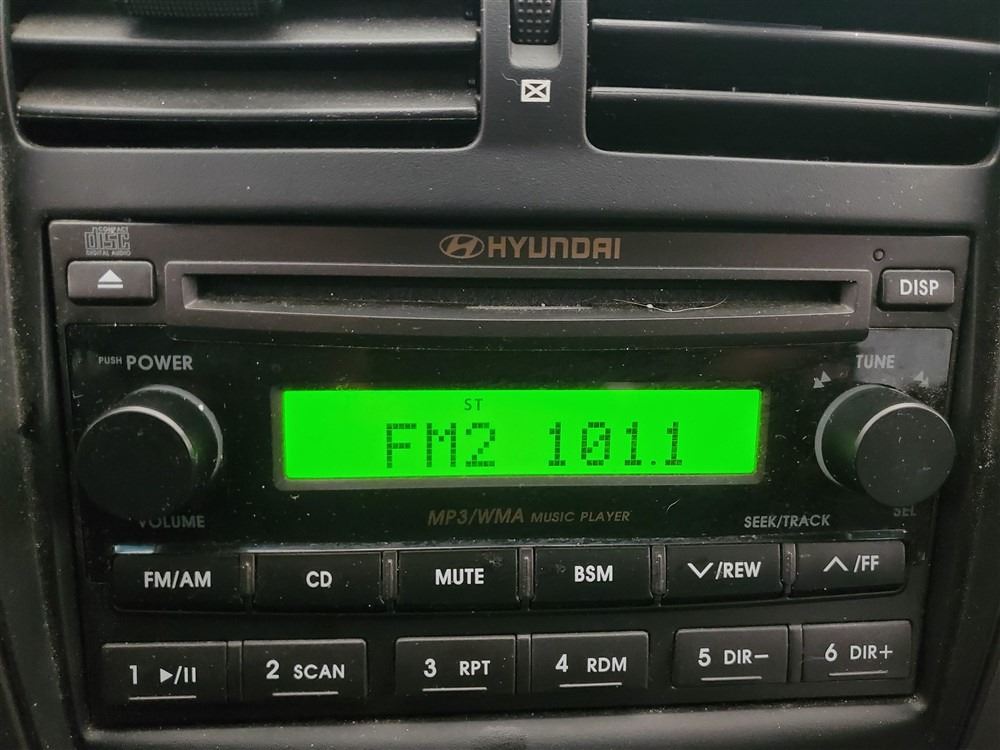 COMPACT
disc
DIGITAL AUDIO
HYUNDAI
DISP
PUSH POWER
TUNE
ST
FM2 101.1
VOLUME
MP3/WMA MUSIC PLAYER
SEEK/TRACK
SEL
FM/AM
CD
MUTE
BSM
/REW
/FF
1
2 SCAN
3 RPT
4 RDM
5 DIR−
6 DIR+